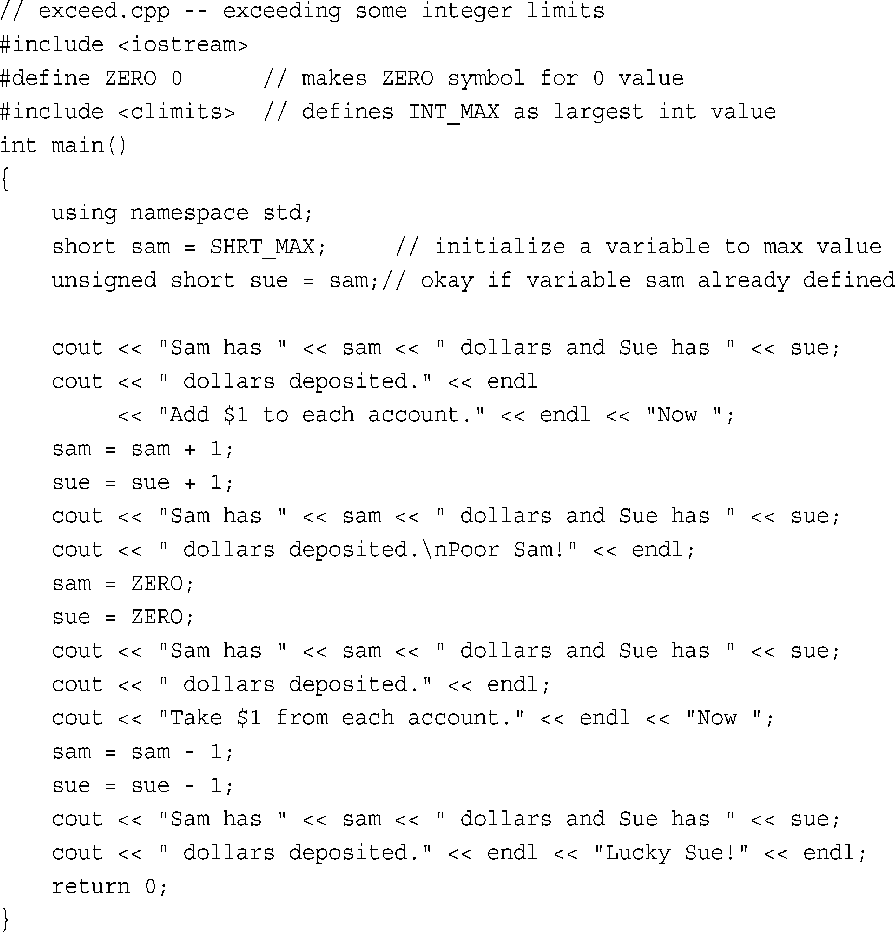 // exceed.cpp -- exceeding some integer limits
#include <iostream>
#define ZERO 0      // makes ZERO symbol for 0 value
#include <climits>  // defines INT_MAX as largest int value
int main()
{
    using namespace std;
    short sam = SHRT_MAX;     // initialize a variable to max value
    unsigned short sue = sam;// okay if variable sam already defined

    cout << "Sam has " << sam << " dollars and Sue has " << sue;
    cout << " dollars deposited." << endl
         << "Add $1 to each account." << endl << "Now ";
    sam = sam + 1;
    sue = sue + 1;
    cout << "Sam has " << sam << " dollars and Sue has " << sue;
    cout << " dollars deposited.\nPoor Sam!" << endl;
    sam = ZERO;
    sue = ZERO;
    cout << "Sam has " << sam << " dollars and Sue has " << sue;
    cout << " dollars deposited." << endl;
    cout << "Take $1 from each account." << endl << "Now ";
    sam = sam - 1;
    sue = sue - 1;
    cout << "Sam has " << sam << " dollars and Sue has " << sue;
    cout << " dollars deposited." << endl << "Lucky Sue!" << endl;
    return 0;
}